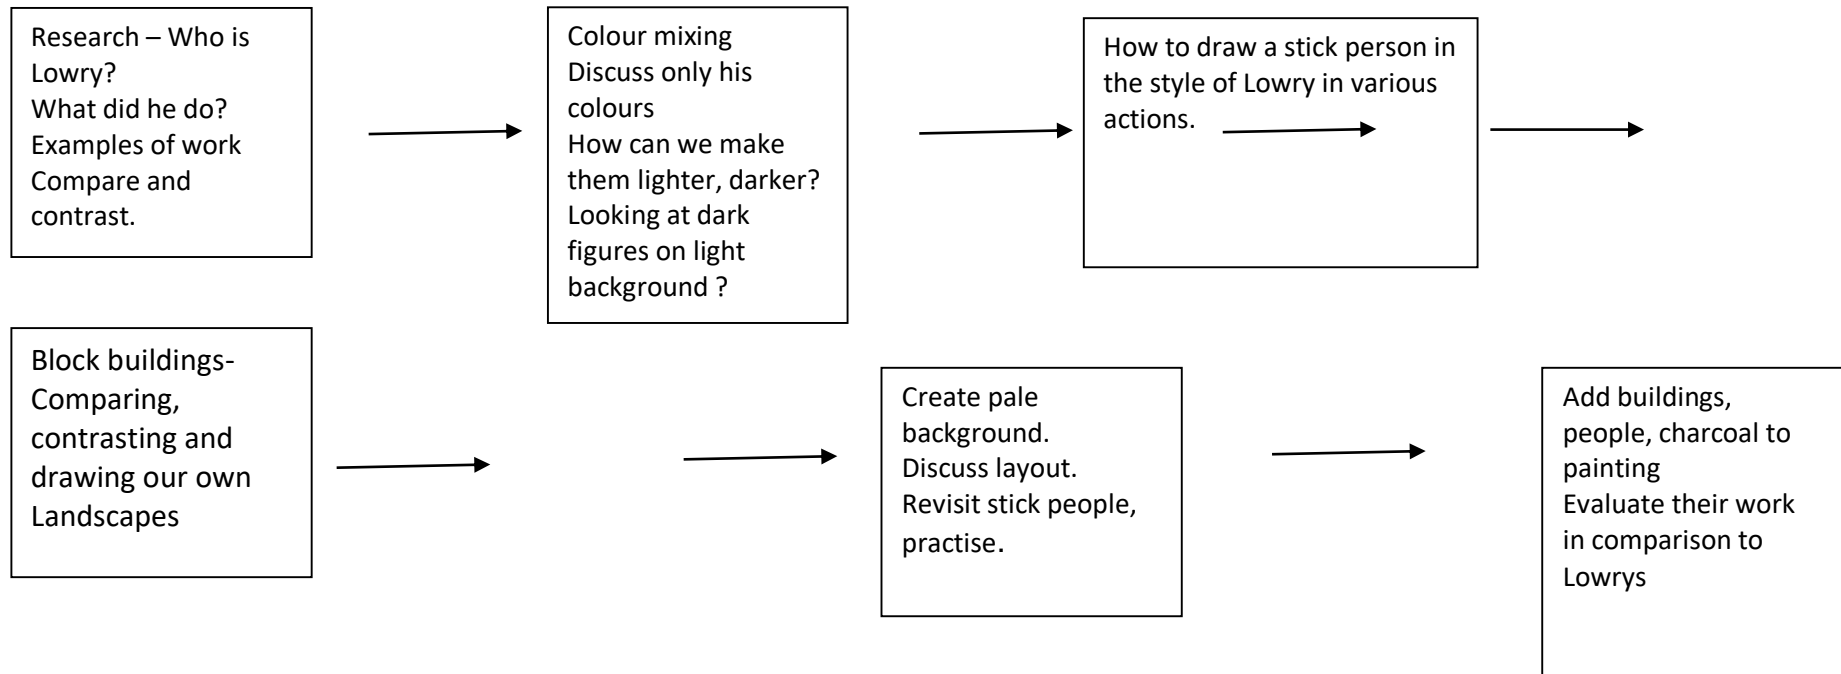 Research – Who is
Lowry?
What did he do?
Examples of work
Compare and
contrast.
Colour mixing
Discuss only his
colours
How can we make
them lighter, darker?
Looking at dark
figures on light
background ?
How to draw a stick person in
the style of Lowry in various
actions.
Block buildings-
Comparing,
contrasting and
drawing our own
Landscapes
Create pale
background.
Discuss layout.
Revisit stick people,
practise.
Add buildings,
people, charcoal to
painting
Evaluate their work
in comparison to
Lowrys